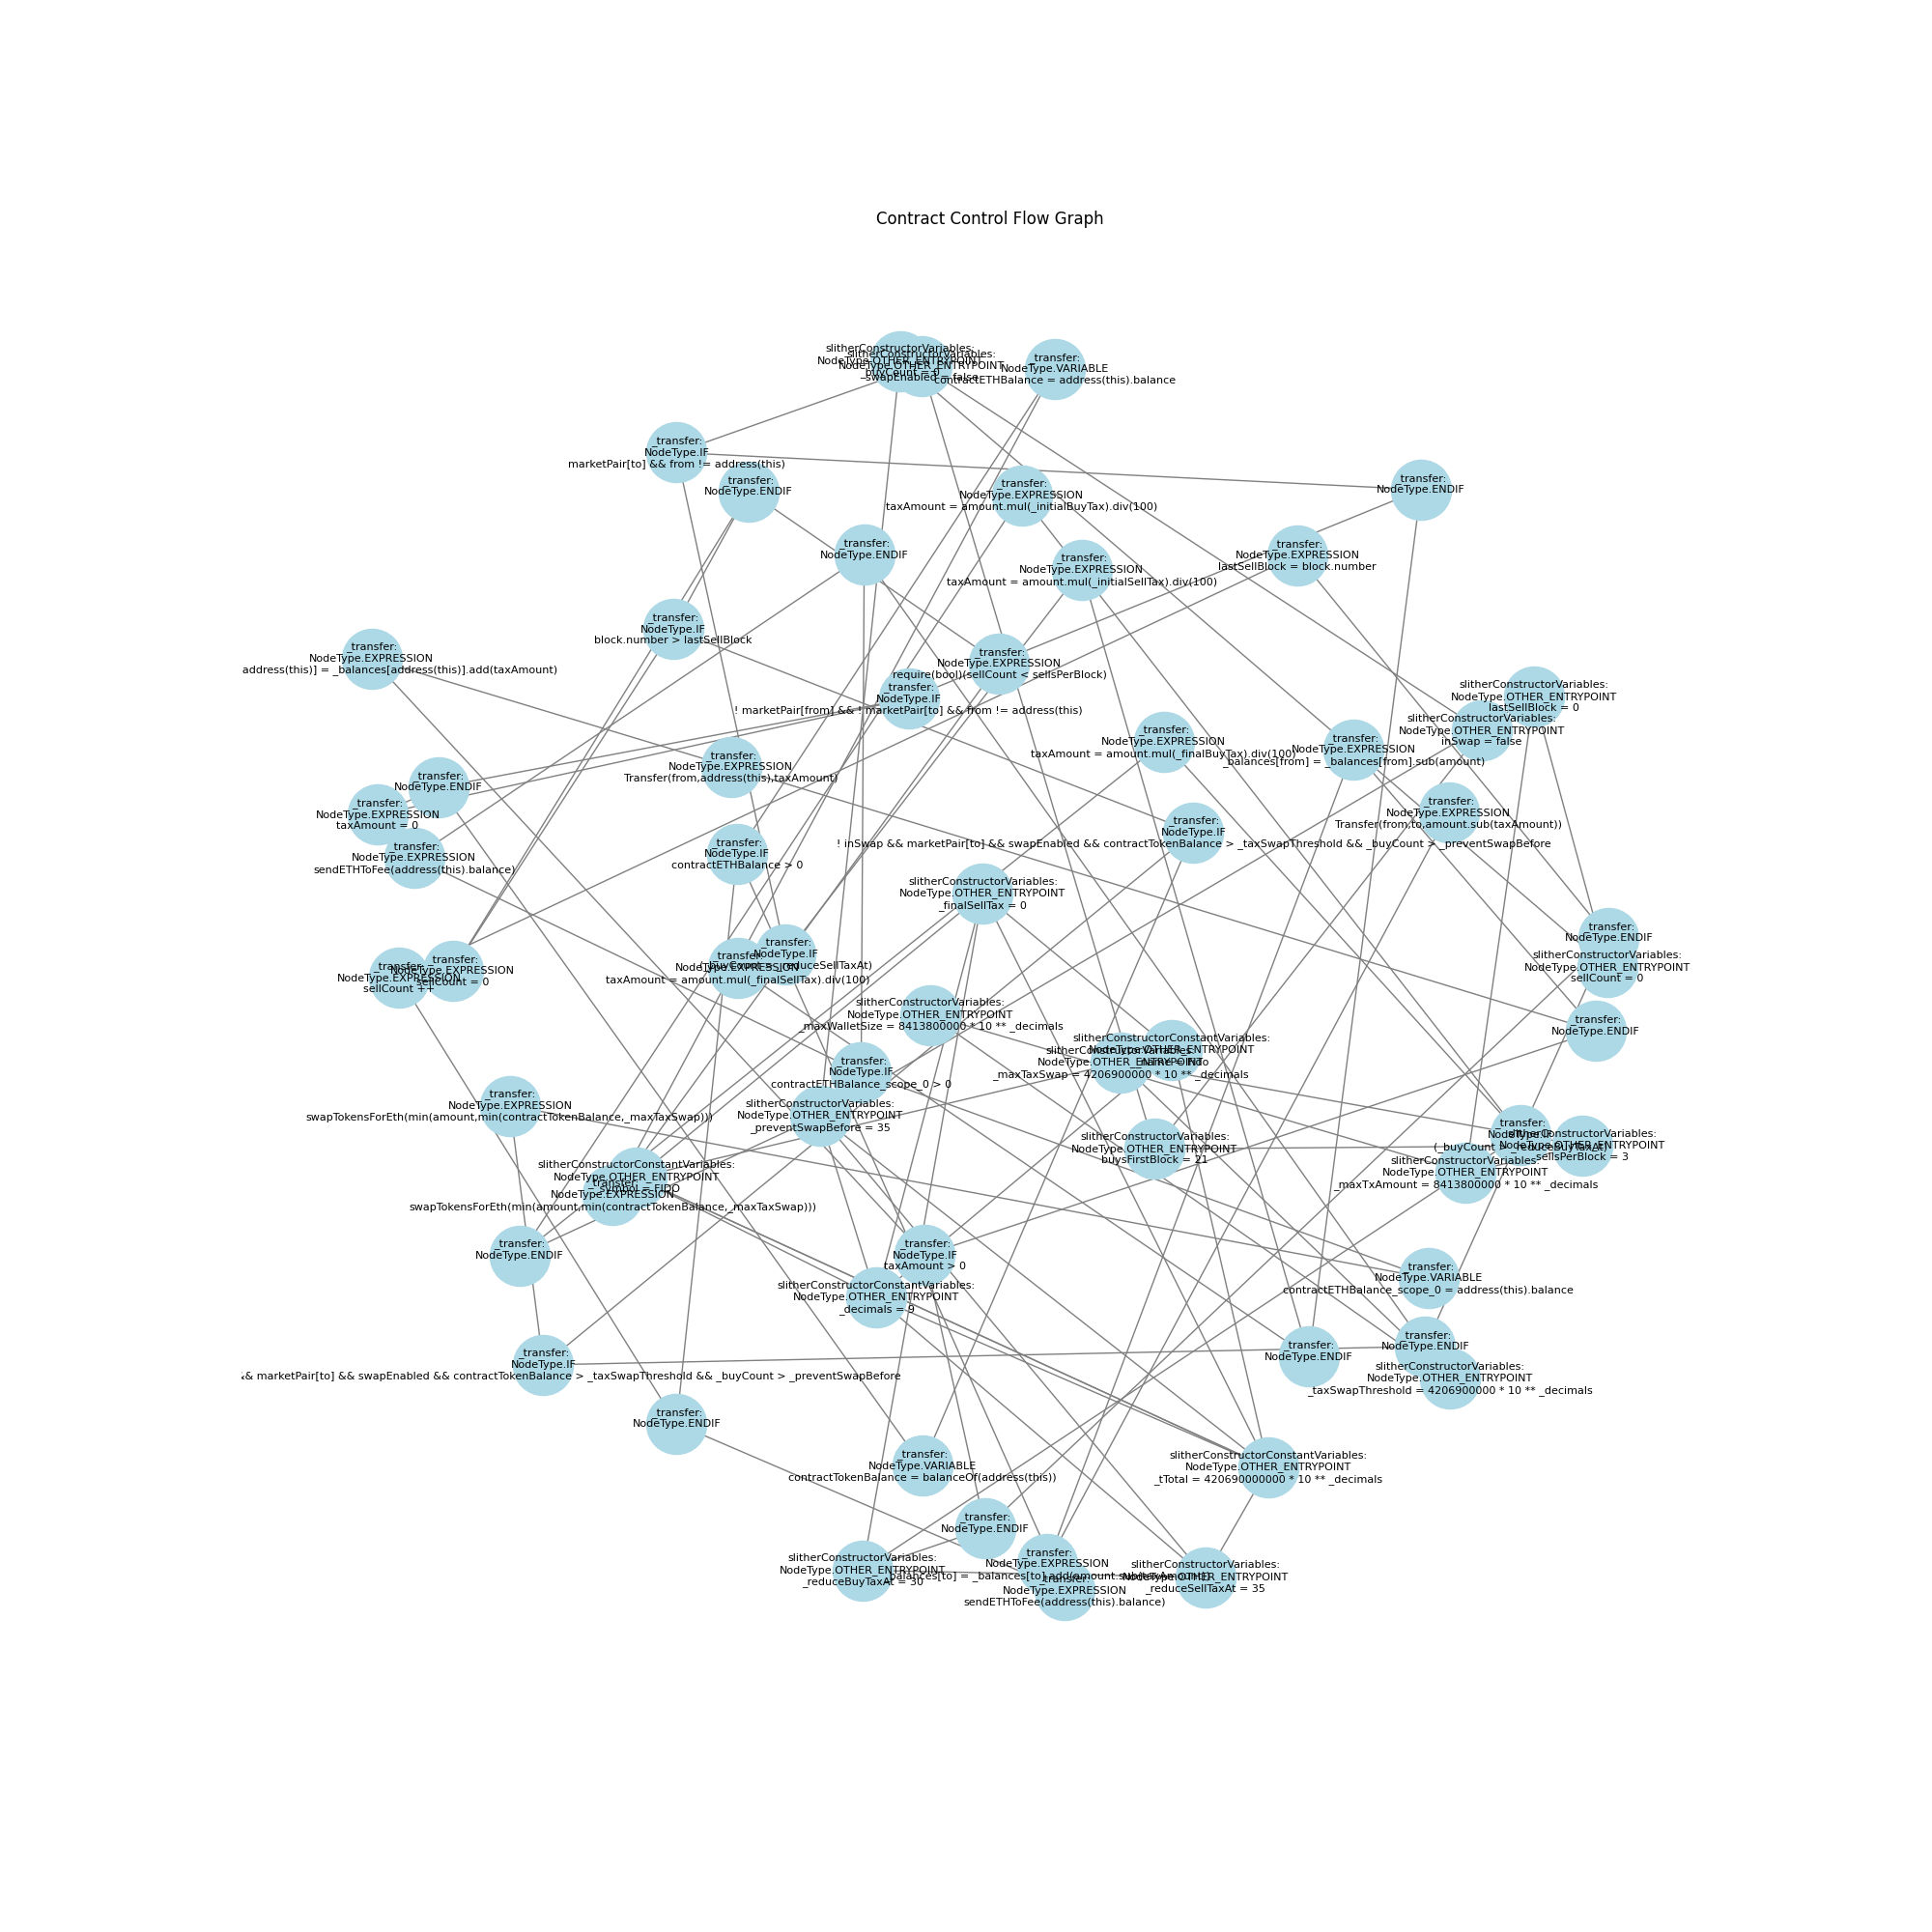 Contract Control Flow Graph
slitherConstructorVariables:
NodeType.OTHER_ENTRYPOINT
buyCount = 0
slitherConstructorVariables:
NodeType.OTHER_ENTRYPOINT
swapEnabled = false
_transfer:
NodeType.VARIABLE
contractETHBalance = address(this).balance
_transfer:
NodeType.IF
marketPair[to] && from != address(this)
_transfer:
NodeType.ENDIF
_transfer:
NodeType.EXPRESSION
taxAmount = amount.mul(_initialBuyTax).div(100)
_transfer:
NodeType.ENDIF
_transfer:
NodeType.ENDIF
_transfer:
NodeType.EXPRESSION
lastSellBlock = block.number
_transfer:
NodeType.EXPRESSION
taxAmount = amount.mul(_initialSellTax).div(100)
_transfer:
NodeType.IF
block.number > lastSellBlock
_transfer:
NodeType.EXPRESSION
address(this)] = _balances[address(this)].add(taxAmount)
_transfer:
NodeType.EXPRESSION
require(bool)(sellCount < sellsPerBlock)
_transfer:
NodeType.IF
! marketPair[from] && ! marketPair[to] && from != address(this)
slitherConstructorVariables:
NodeType.OTHER_ENTRYPOINT
lastSellBlock = 0
slitherConstructorVariables:
NodeType.OTHER_ENTRYPOINT
inSwap = false
_transfer:
NodeType.EXPRESSION
taxAmount = amount.mul(_finalBuyTax).div(100)
_transfer:
NodeType.EXPRESSION
_balances[from] = _balances[from].sub(amount)
_transfer:
NodeType.EXPRESSION
Transfer(from,address(this),taxAmount)
_transfer:
NodeType.ENDIF
_transfer:
NodeType.EXPRESSION
taxAmount = 0
_transfer:
NodeType.EXPRESSION
sendETHToFee(address(this).balance)
_transfer:
NodeType.EXPRESSION
Transfer(from,to,amount.sub(taxAmount))
_transfer:
NodeType.IF
! inSwap && marketPair[to] && swapEnabled && contractTokenBalance > _taxSwapThreshold && _buyCount > _preventSwapBefore
_transfer:
NodeType.IF
contractETHBalance > 0
slitherConstructorVariables:
NodeType.OTHER_ENTRYPOINT
_finalSellTax = 0
_transfer:
NodeType.ENDIF
slitherConstructorVariables:
NodeType.OTHER_ENTRYPOINT
sellCount = 0
_transfer:
NodeType.IF
_reduceSellTaxAt)
_transfer:
NodeType.EXPRESSION
taxAmount = amount.mul(_finalSellTax).div(100)
_transfer:
NodeType.EXPRESSION
sellCount ++
_transfer:
NodeType.EXPRESSION
sellCount = 0
slitherConstructorVariables:
NodeType.OTHER_ENTRYPOINT
_maxWalletSize = 8413800000 * 10 ** _decimals
_transfer:
NodeType.ENDIF
slitherConstructorConstantVariables:
NodeType.OTHER_ENTRYPOINT
slitherConstructorVariables:
NodeType.OTHER_ENTRYPOINT
_maxTaxSwap = 4206900000 * 10 ** _decimals
_transfer:
NodeType.IF
contractETHBalance_scope_0 > 0
slitherConstructorVariables:
NodeType.OTHER_ENTRYPOINT
_preventSwapBefore = 35
_transfer:
NodeType.EXPRESSION
swapTokensForEth(min(amount,min(contractTokenBalance,_maxTaxSwap)))
_transfer:
NodeType.IF
slitherConstructorVariables:
NodeType.OTHER_ENTRYPOINT
sellsPerBlock = 3
slitherConstructorVariables:
NodeType.OTHER_ENTRYPOINT
buysFirstBlock = 21
slitherConstructorVariables:
NodeType.OTHER_ENTRYPOINT
_maxTxAmount = 8413800000 * 10 ** _decimals
slitherConstructorConstantVariables:
NodeType.OTHER_ENTRYPOINT
_symbol = FIDO
_transfer:
NodeType.EXPRESSION
swapTokensForEth(min(amount,min(contractTokenBalance,_maxTaxSwap)))
_transfer:
NodeType.ENDIF
_transfer:
NodeType.IF
taxAmount > 0
slitherConstructorConstantVariables:
NodeType.OTHER_ENTRYPOINT
_decimals = 9
_transfer:
NodeType.VARIABLE
contractETHBalance_scope_0 = address(this).balance
_transfer:
NodeType.ENDIF
_transfer:
NodeType.ENDIF
slitherConstructorVariables:
NodeType.OTHER_ENTRYPOINT
_taxSwapThreshold = 4206900000 * 10 ** _decimals
_transfer:
NodeType.IF
& marketPair[to] && swapEnabled && contractTokenBalance > _taxSwapThreshold && _buyCount > _preventSwapBefore
_transfer:
NodeType.ENDIF
_transfer:
NodeType.VARIABLE
contractTokenBalance = balanceOf(address(this))
slitherConstructorConstantVariables:
NodeType.OTHER_ENTRYPOINT
_tTotal = 420690000000 * 10 ** _decimals
_transfer:
NodeType.ENDIF
slitherConstructorVariables:
NodeType.OTHER_ENTRYPOINT
_reduceBuyTaxAt = 30
_transfer:
NodeType.EXPRESSION
_balances[to] = _balances[to].add(amount.sub(taxAmount))
slitherConstructorVariables:
NodeType.OTHER_ENTRYPOINT
_reduceSellTaxAt = 35
_transfer:
NodeType.EXPRESSION
sendETHToFee(address(this).balance)